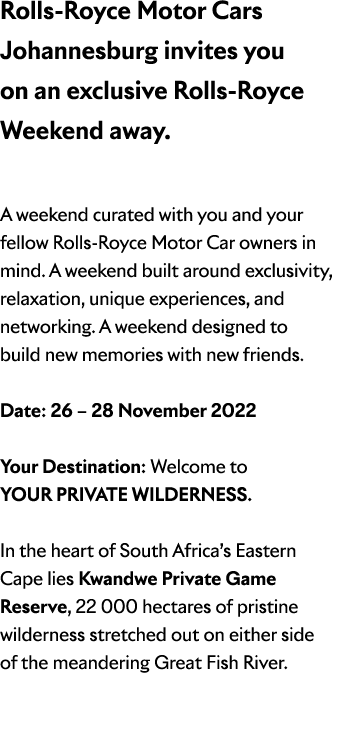 Rolls-Royce Motor Cars
Johannesburg invites you
on an exclusive Rolls-Royce
Weekend away.
A weekend curated with you and your
fellow Rolls-Royce Motor Car owners in
mind. A weekend built around exclusivity,
relaxation, unique experiences, and
networking. A weekend designed to
build new memories with new friends.
Date: 26 – 28 November 2022
Your Destination: Welcome to
YOUR PRIVATE WILDERNESS.
In the heart of South Africa’s Eastern
Cape lies Kwandwe Private Game
Reserve, 22 000 hectares of pristine
wilderness stretched out on either side
of the meandering Great Fish River.